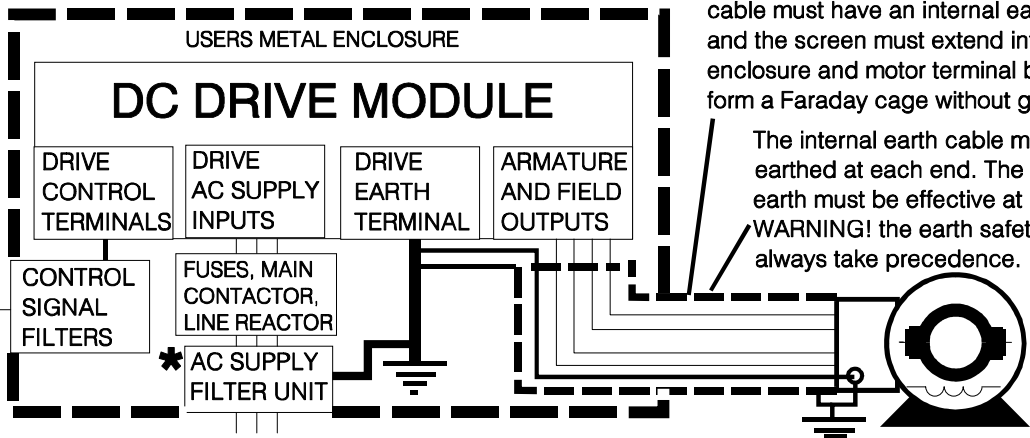 cable must have an internal ea
and the screen must extend in
enclosure and motor terminal b
form a Faraday cage without g
The internal earth cable m
earthed at each end. The
earth must be effective at
WARNING! the earth safet
always take precedence.
USERS METAL ENCLOSURE
DC DRIVE MODULE
DRIVE
CONTROL
TERMINALS
DRIVE
AC SUPPLY
INPUTS
DRIVE
EARTH
TERMINAL
ARMATURE
AND FIELD
OUTPUTS
CONTROL
SIGNAL
FILTERS
FUSES, MAIN
CONTACTOR,
LINE REACTOR
* AC SUPPLY
FILTER UNIT